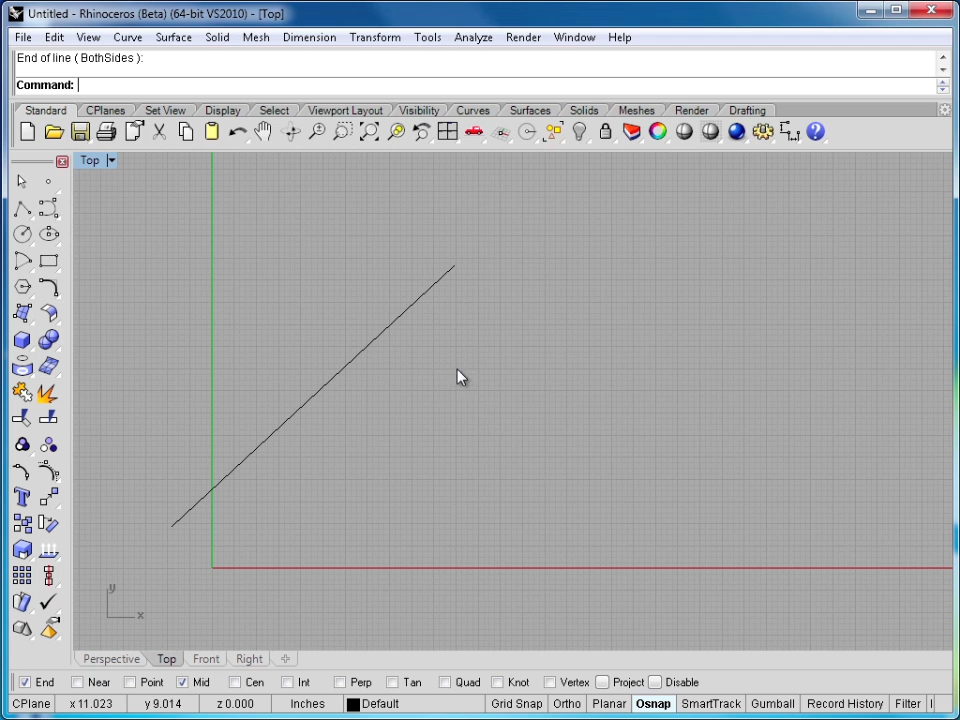 Untitled - Rhinoceros (Beta) (64-bit VS2010) - [Top]
File Edit View Curve Surface Solid Mesh Dimension Transform Tools Analyze Render Window Help
End of line ( BothSides ):
Command:
Standard CPlanes Set View Display Select Viewport Layout Visibility Curves Surfaces Solids Meshes Render Drafting
Top
y
x
Perspective Top Front Right
End Near Point Mid Cen Int Perp Tan Quad Knot Vertex Project Disable
CPlane x 11.023 y 9.014 z 0.000 Inches Default Grid Snap Ortho Planar Osnap SmartTrack Gumball Record History Filter